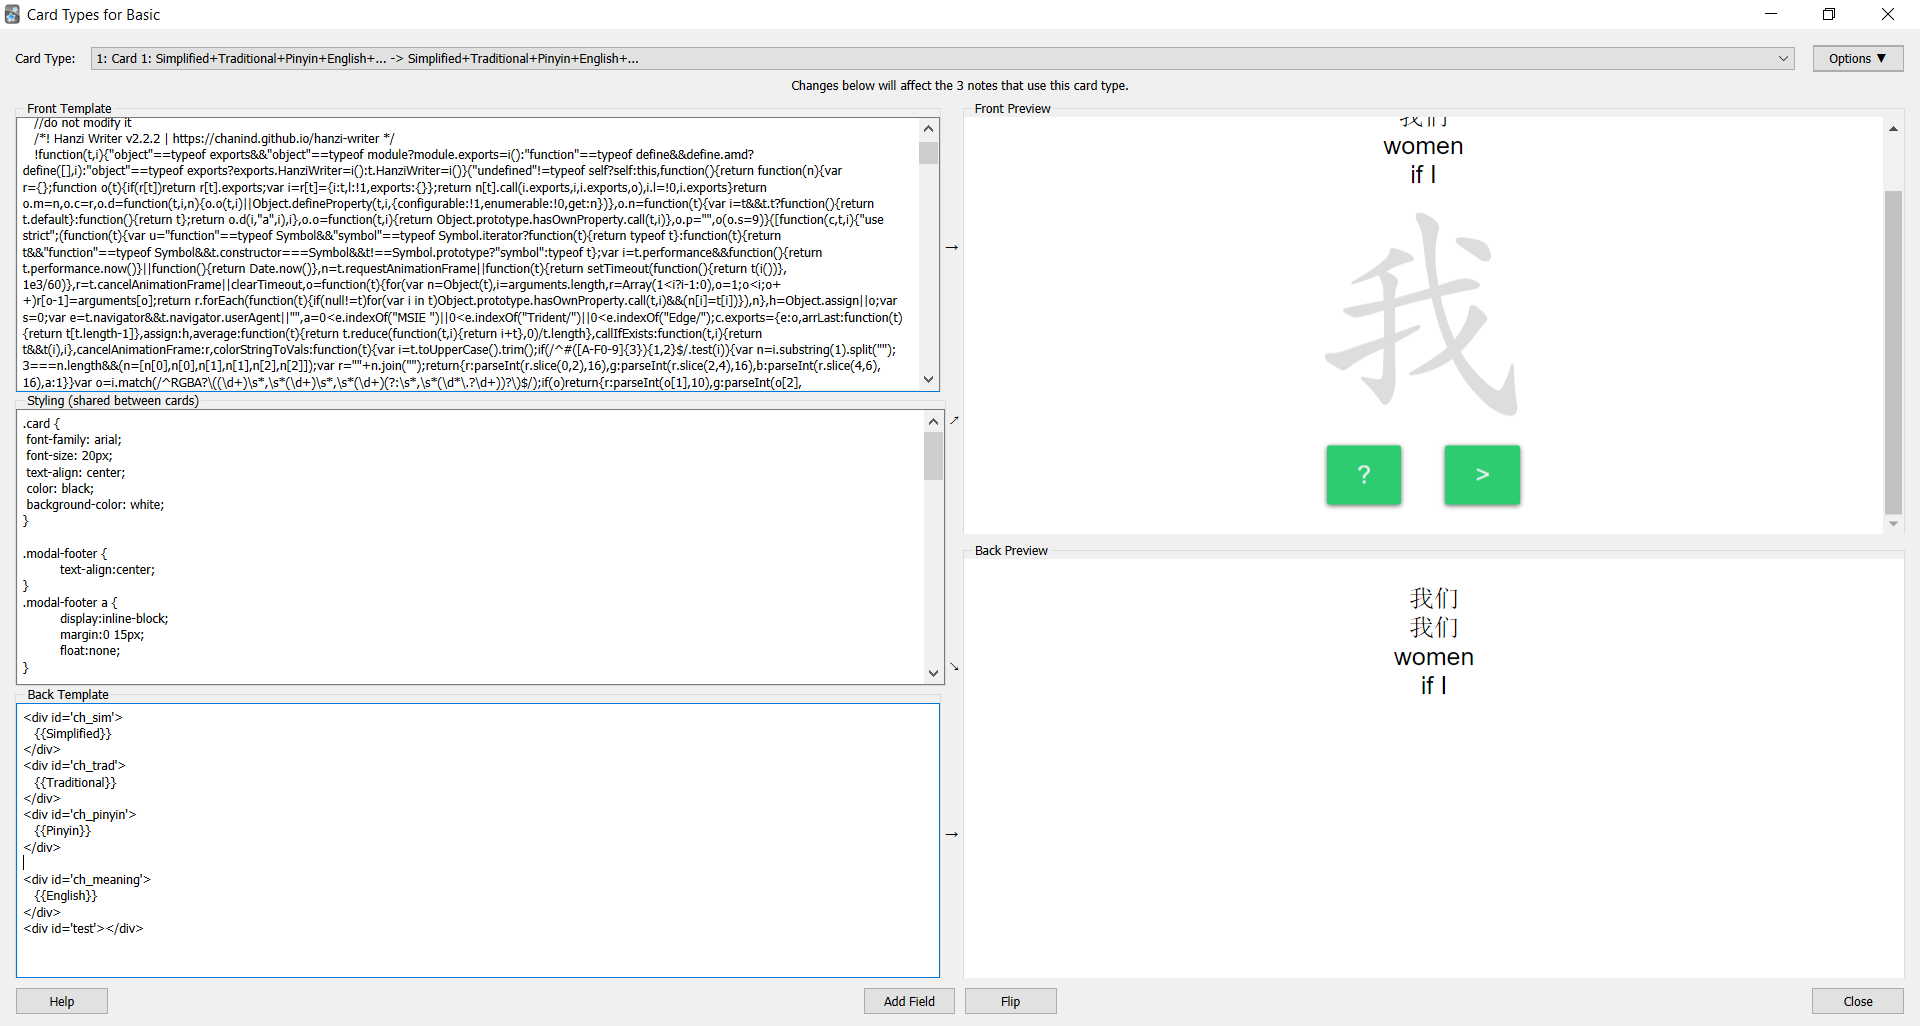 Card Types for Basic
Card Type:
1: Card 1: Simplified+Traditional+Pinyin+English+... -> Simplified+Traditional+Pinyin+English+...
Options ▼
Changes below will affect the 3 notes that use this card type.
Front Template
//do not modify it
/*! Hanzi Writer v2.2.2 | https://chanind.github.io/hanzi-writer */
!function(t,i){"object"==typeof exports&&"object"==typeof module?module.exports=i():"function"==typeof define&&define.amd?
define([],i):"object"==typeof exports?exports.HanziWriter=i():t.HanziWriter=i()}("undefined"!=typeof self?self:this,function(){return function(n){var
r={};function o(t){if(r[t])return r[t].exports;var i=r[t]={i:t,l:!1,exports:{}};return n[t].call(i.exports,i,i.exports,o),i.l=!0,i.exports}return
o.m=n,o.c=r,o.d=function(t,i,n){o.o(t,i)||Object.defineProperty(t,i,{configurable:!1,enumerable:!0,get:n})},o.n=function(t){var i=t&&t.t?function(){return
t.default}:function(){return t};return o.d(i,"a",i),i},o.o=function(t,i){return Object.prototype.hasOwnProperty.call(t,i)},o.p="",o(o.s=9)}([function(c,t,i){"use
strict";(function(t){var u="function"==typeof Symbol&&"symbol"==typeof Symbol.iterator?function(t){return typeof t}:function(t){return
t&&"function"==typeof Symbol&&t.constructor===Symbol&&t!==Symbol.prototype?"symbol":typeof t};var i=t.performance&&function(){return
t.performance.now()}||function(){return Date.now()},n=t.requestAnimationFrame||function(t){return setTimeout(function(){return t(i())},
1e3/60)},r=t.cancelAnimationFrame||clearTimeout,o=function(t){for(var n=Object(t),i=arguments.length,r=Array(1<i?i-1:0),o=1;o<i;o+
+)r[o-1]=arguments[o];return r.forEach(function(t){if(null!=t)for(var i in t)Object.prototype.hasOwnProperty.call(t,i)&&(n[i]=t[i])}),n},h=Object.assign||o;var
s=0;var e=t.navigator&&t.navigator.userAgent||"",a=0<e.indexOf("MSIE ")||0<e.indexOf("Trident/")||0<e.indexOf("Edge/");c.exports={e:o,arrLast:function(t)
{return t[t.length-1]},assign:h,average:function(t){return t.reduce(function(t,i){return i+t},0)/t.length},callIfExists:function(t,i){return
t&&t(i),i},cancelAnimationFrame:r,colorStringToVals:function(t){var i=t.toUpperCase().trim();if(/^#([A-F0-9]{3}){1,2}$/.test(i)){var n=i.substring(1).split("");
3===n.length&&(n=[n[0],n[0],n[1],n[1],n[2],n[2]]);var r=""+n.join("");return{r:parseInt(r.slice(0,2),16),g:parseInt(r.slice(2,4),16),b:parseInt(r.slice(4,6),
16),a:1}}var o=i.match(/^RGBA?\((\d+)\s*,\s*(\d+)\s*,\s*(\d+)(?:\s*,\s*(\d*\.?\d+))?\)$/);if(o)return{r:parseInt(o[1],10),g:parseInt(o[2],
Styling (shared between cards)
.card {
font-family: arial;
font-size: 20px;
text-align: center;
color: black;
background-color: white;
}
.modal-footer {
text-align:center;
}
.modal-footer a {
display:inline-block;
margin:0 15px;
float:none;
}
Back Template
<div id='ch_sim'>
{{Simplified}}
</div>
<div id='ch_trad'>
{{Traditional}}
</div>
<div id='ch_pinyin'>
{{Pinyin}}
</div>
<div id='ch_meaning'>
{{English}}
</div>
<div id='test'></div>
Front Preview
我们
women
if I
我
? >
Back Preview
我们
我们
women
if I
Help
Add Field
Flip
Close